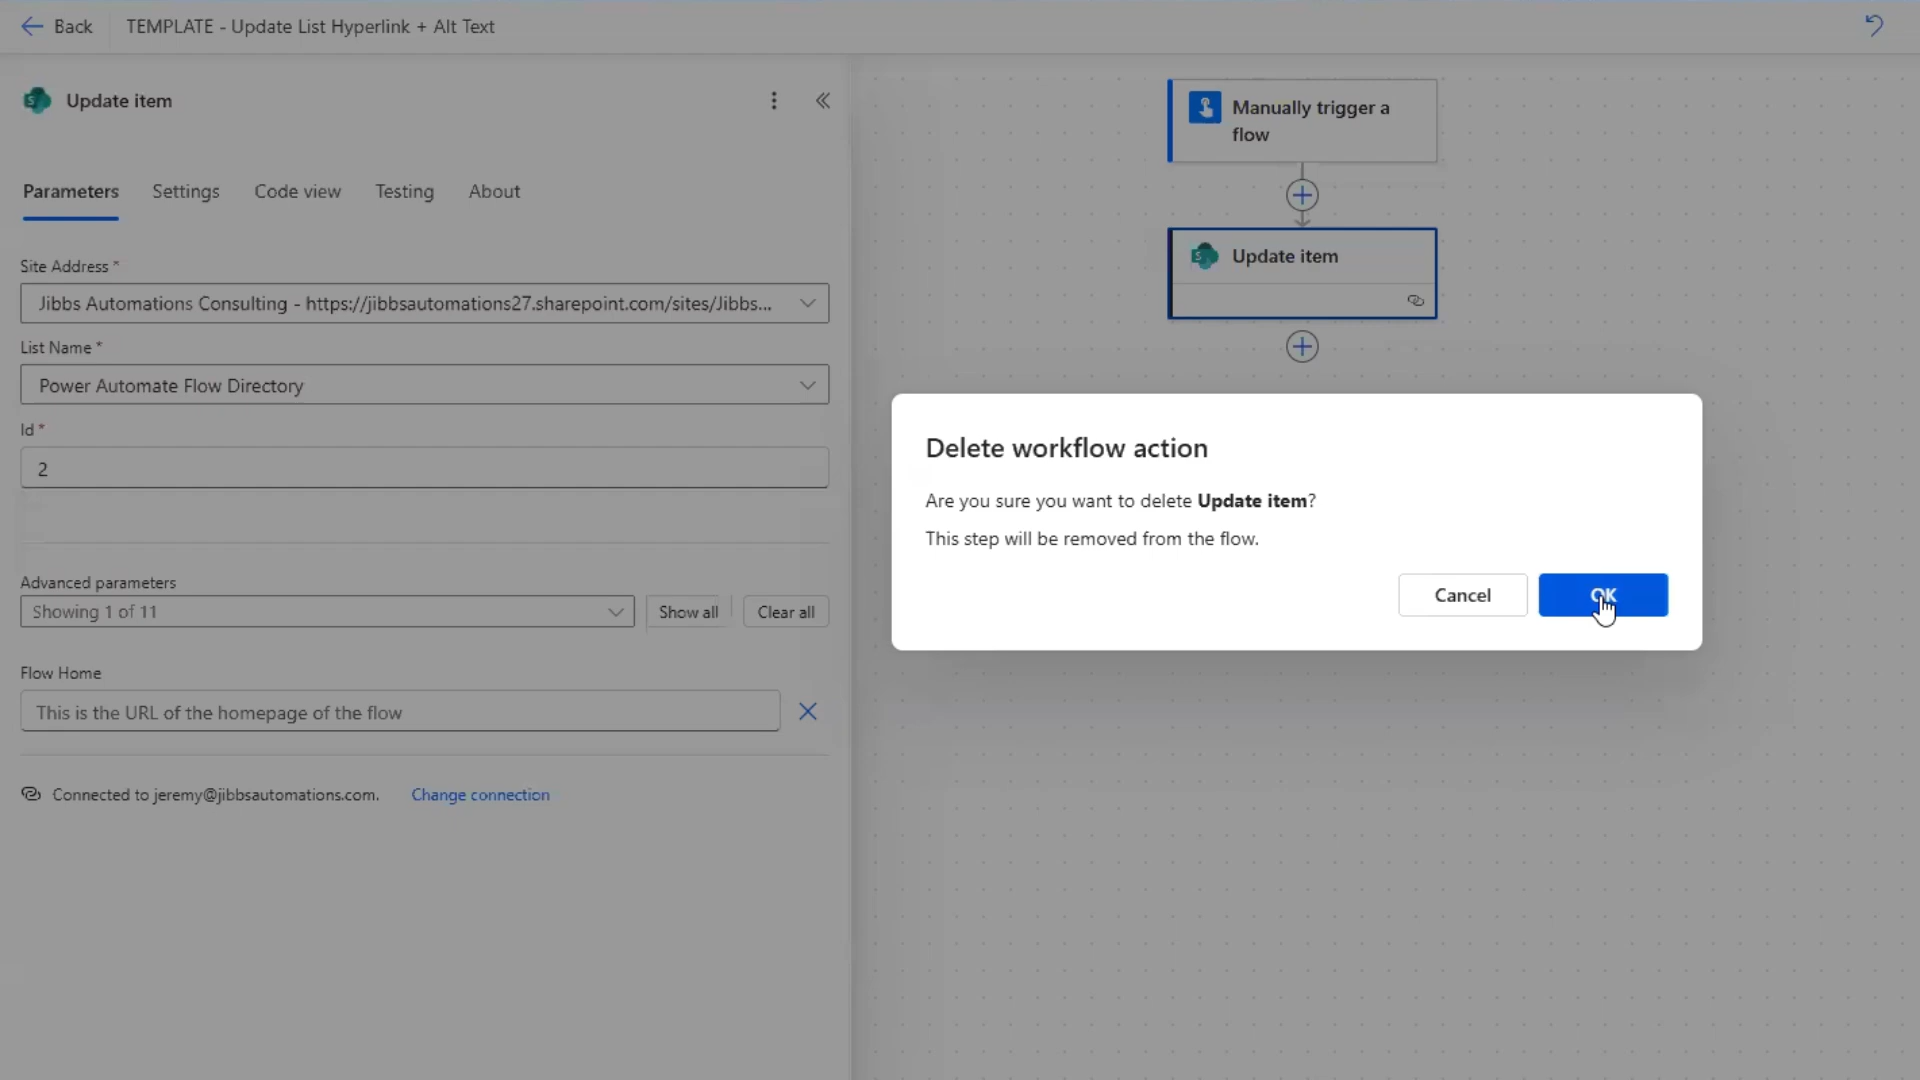 Back
TEMPLATE - Update List Hyperlink + Alt Text
Update item
Parameters
Settings
Code view
Testing
About
Site Address *
Jibbs Automations Consulting - https://jibbsautomations27.sharepoint.com/sites/Jibbs...
List Name *
Power Automate Flow Directory
Id *
2
Advanced parameters
Showing 1 of 11
Show all
Clear all
Flow Home
This is the URL of the homepage of the flow
Connected to jeremy@jibbsautomations.com.
Change connection
Manually trigger a
flow
Update item
Delete workflow action
Are you sure you want to delete Update item?
This step will be removed from the flow.
Cancel
OK